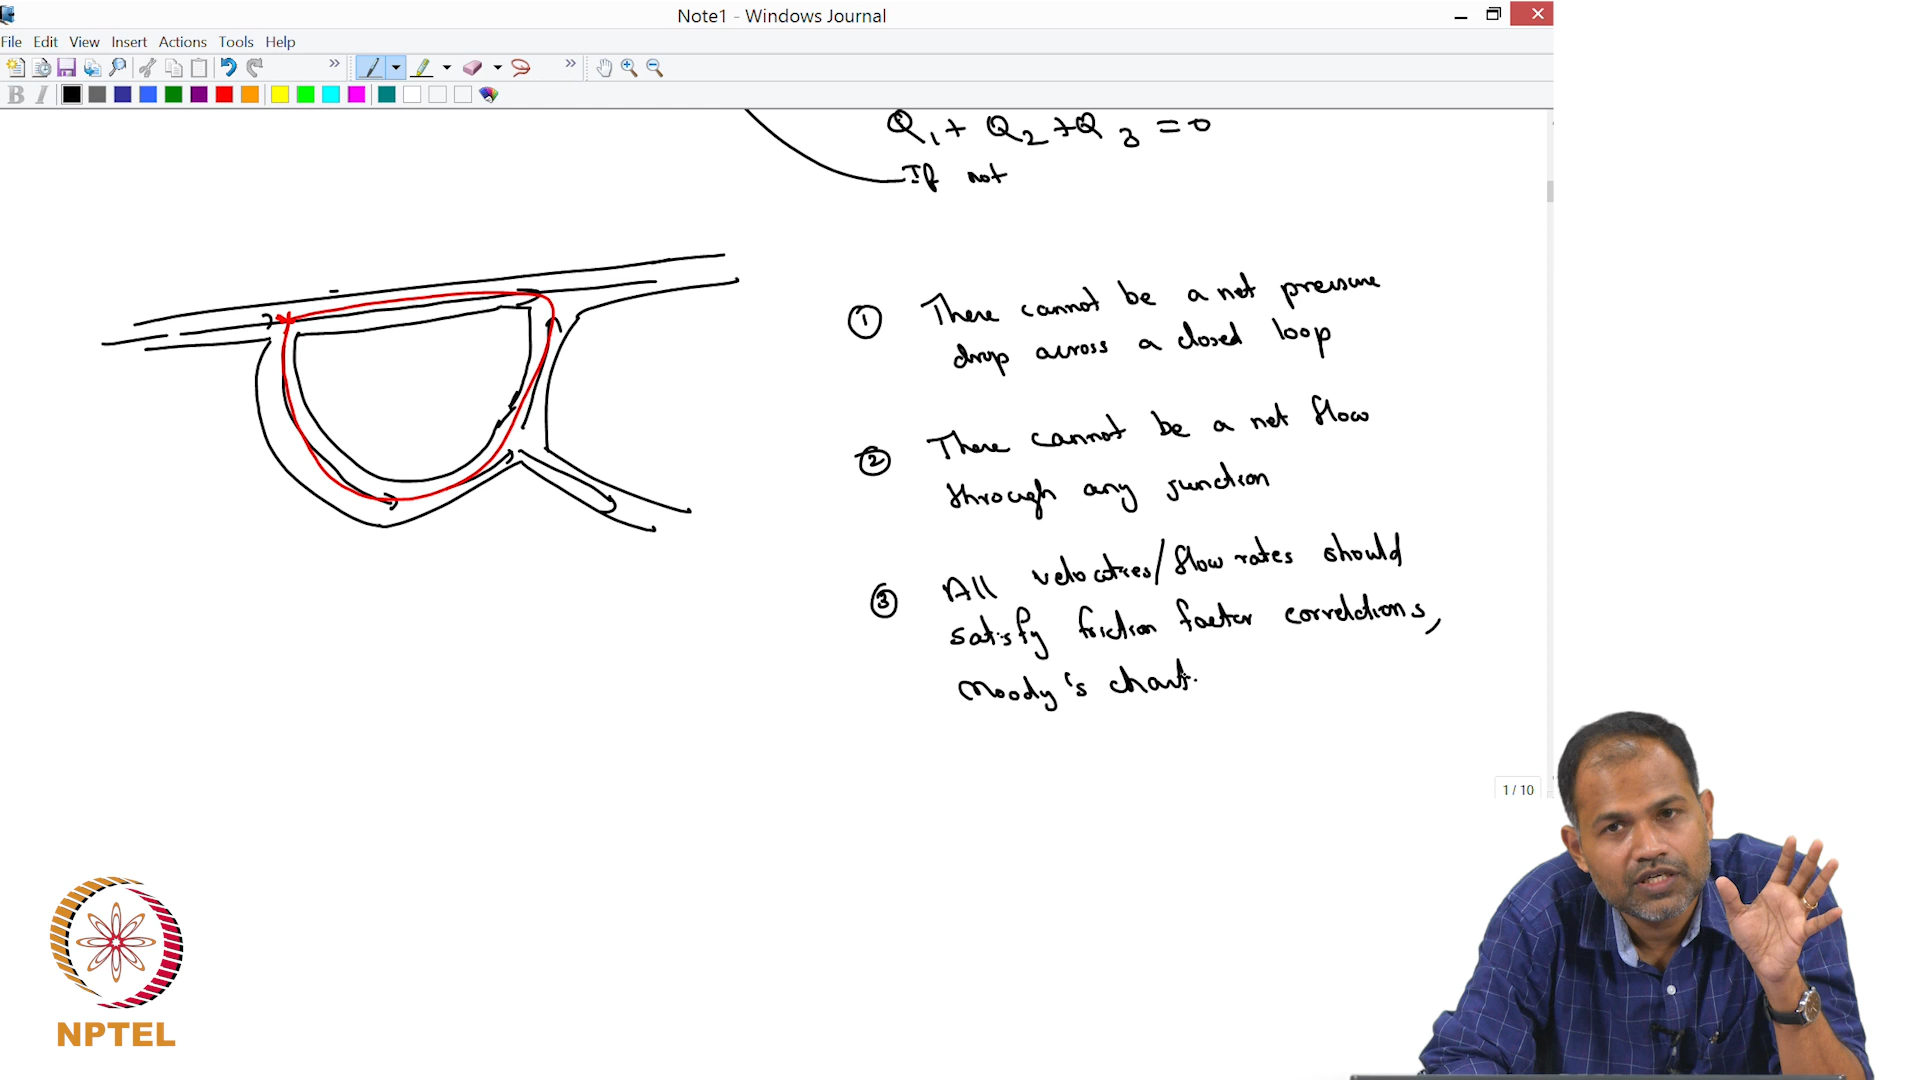 Note1 - Windows Journal
File Edit View Insert Actions Tools Help
B I
Q1 + Q2 + Q3 = 0
If not
① There cannot be a net pressure
drop across a closed loop
② There cannot be a net flow
through any junction
③ All velocities/flow rates should
satisfy friction factor correlations,
Moody's chart.
1 / 10
NPTEL